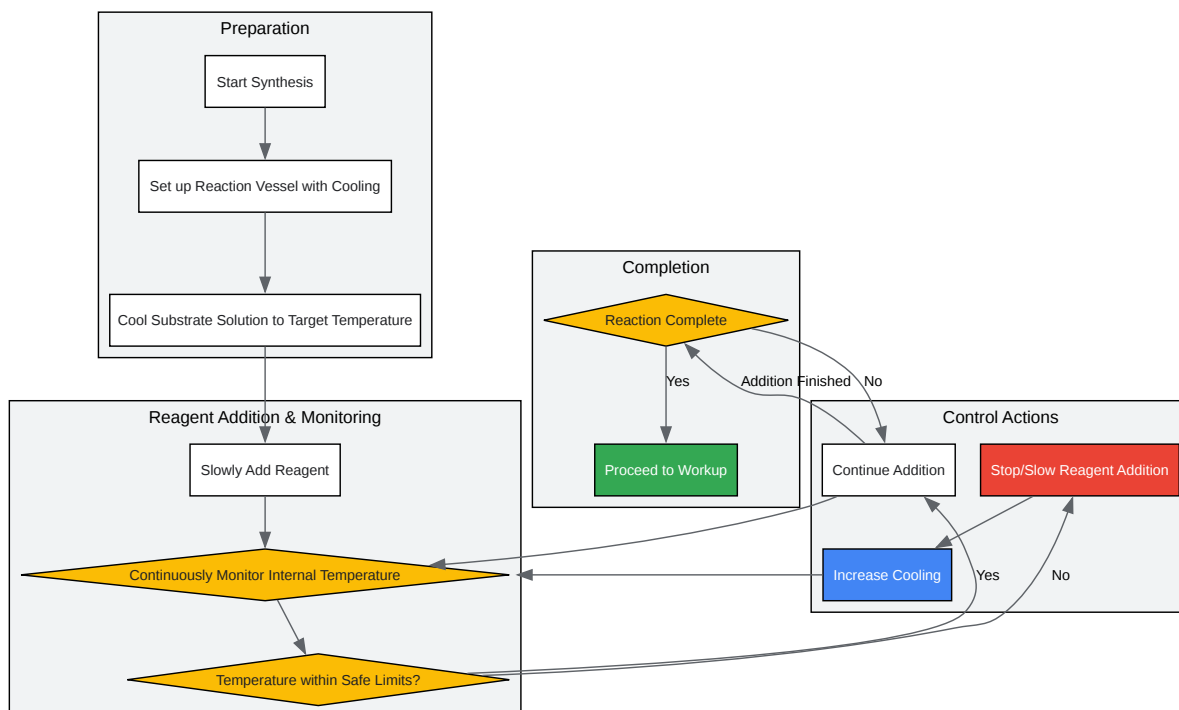 Preparation
Start Synthesis
Set up Reaction Vessel with Cooling
Cool Substrate Solution to Target Temperature
Completion
Reaction Complete
Yes
Addition Finished
No
Proceed to Workup
Reagent Addition & Monitoring
Slowly Add Reagent
Continuously Monitor Internal Temperature
Temperature within Safe Limits?
Control Actions
Continue Addition
Stop/Slow Reagent Addition
Increase Cooling
Yes
No